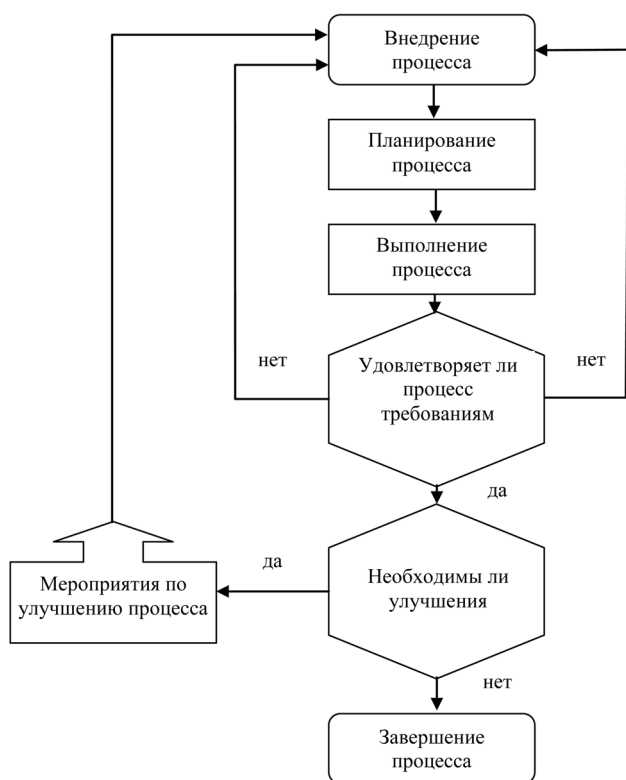 Внедрение
процесса
Планирование
процесса
Выполнение
процесса
нет
Удовлетворяет ли
процесс
требованиям
нет
да
Мероприятия по
улучшению процесса
да
Необходимы ли
улучшения
нет
Завершение
процесса